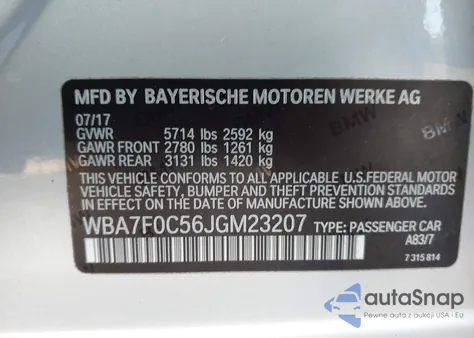 MFD BY BAYERISCHE MOTOREN WERKE AG
07/17
GVWR 5714 lbs 2592 kg
GAWR FRONT 2780 lbs 1261 kg
GAWR REAR 3131 lbs 1420 kg
THIS VEHICLE CONFORMS TO ALL APPLICABLE U.S.FEDERAL MOTOR
VEHICLE SAFETY, BUMPER AND THEFT PREVENTION STANDARDS IN
EFFECT ON THE DATE OF MANUFACTURE SHOWN ABOVE.
WBA7F0C56JGM23207 TYPE: PASSENGER CAR
A83/7
7 315 814
autoSnap
Pewne auta z aukcji USA i EU